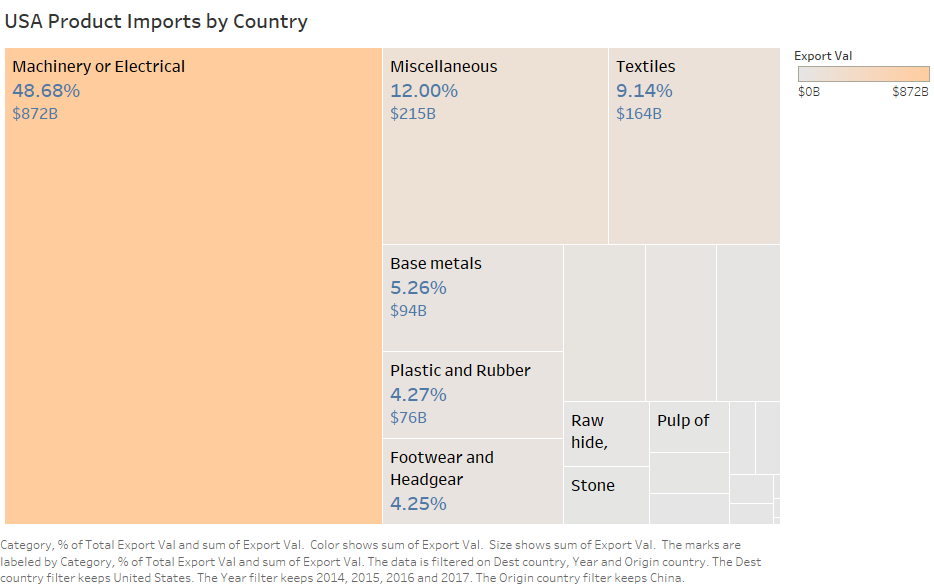 USA Product Imports by Country
Machinery or Electrical
48.68%
$872B
Miscellaneous
12.00%
$215B
Textiles
9.14%
$164B
Export Val
$0B
$872B
Base metals
5.26%
$94B
Plastic and Rubber
4.27%
$76B
Footwear and
Headgear
4.25%
Raw
hide,
Pulp of
Stone
Category, % of Total Export Val and sum of Export Val.  Color shows sum of Export Val.  Size shows sum of Export Val.  The marks are
labeled by Category, % of Total Export Val and sum of Export Val. The data is filtered on Dest country, Year and Origin country. The Dest
country filter keeps United States. The Year filter keeps 2014, 2015, 2016 and 2017. The Origin country filter keeps China.